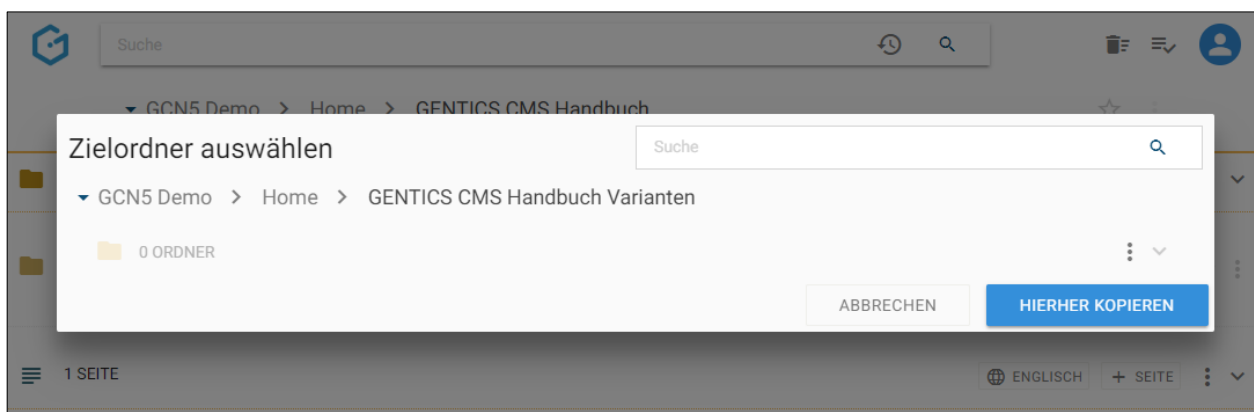 Suche
GCN5 Demo > Home > GENTICS CMS Handbuch
Zielordner auswählen
Suche
GCN5 Demo > Home > GENTICS CMS Handbuch Varianten
0 ORDNER
ABBRECHEN HIERHER KOPIEREN
1 SEITE ENGLISCH + SEITE